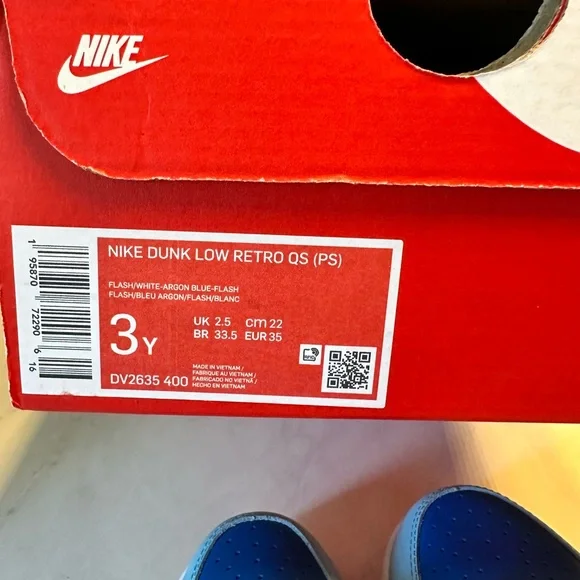 NIKE
NIKE DUNK LOW RETRO QS (PS)
FLASH/WHITE-ARGON BLUE-FLASH
FLASH/BLEU ARGON/FLASH/BLANC
3 Y
UK 2.5 cm 22
BR 33.5 EUR 35
DV2635 400
MADE IN VIETNAM /
FABRIQUE AU VIETNAM /
FABRICADO NO VIETNÃ /
HECHO EN VIETNAM
1 95870 72290 6 16